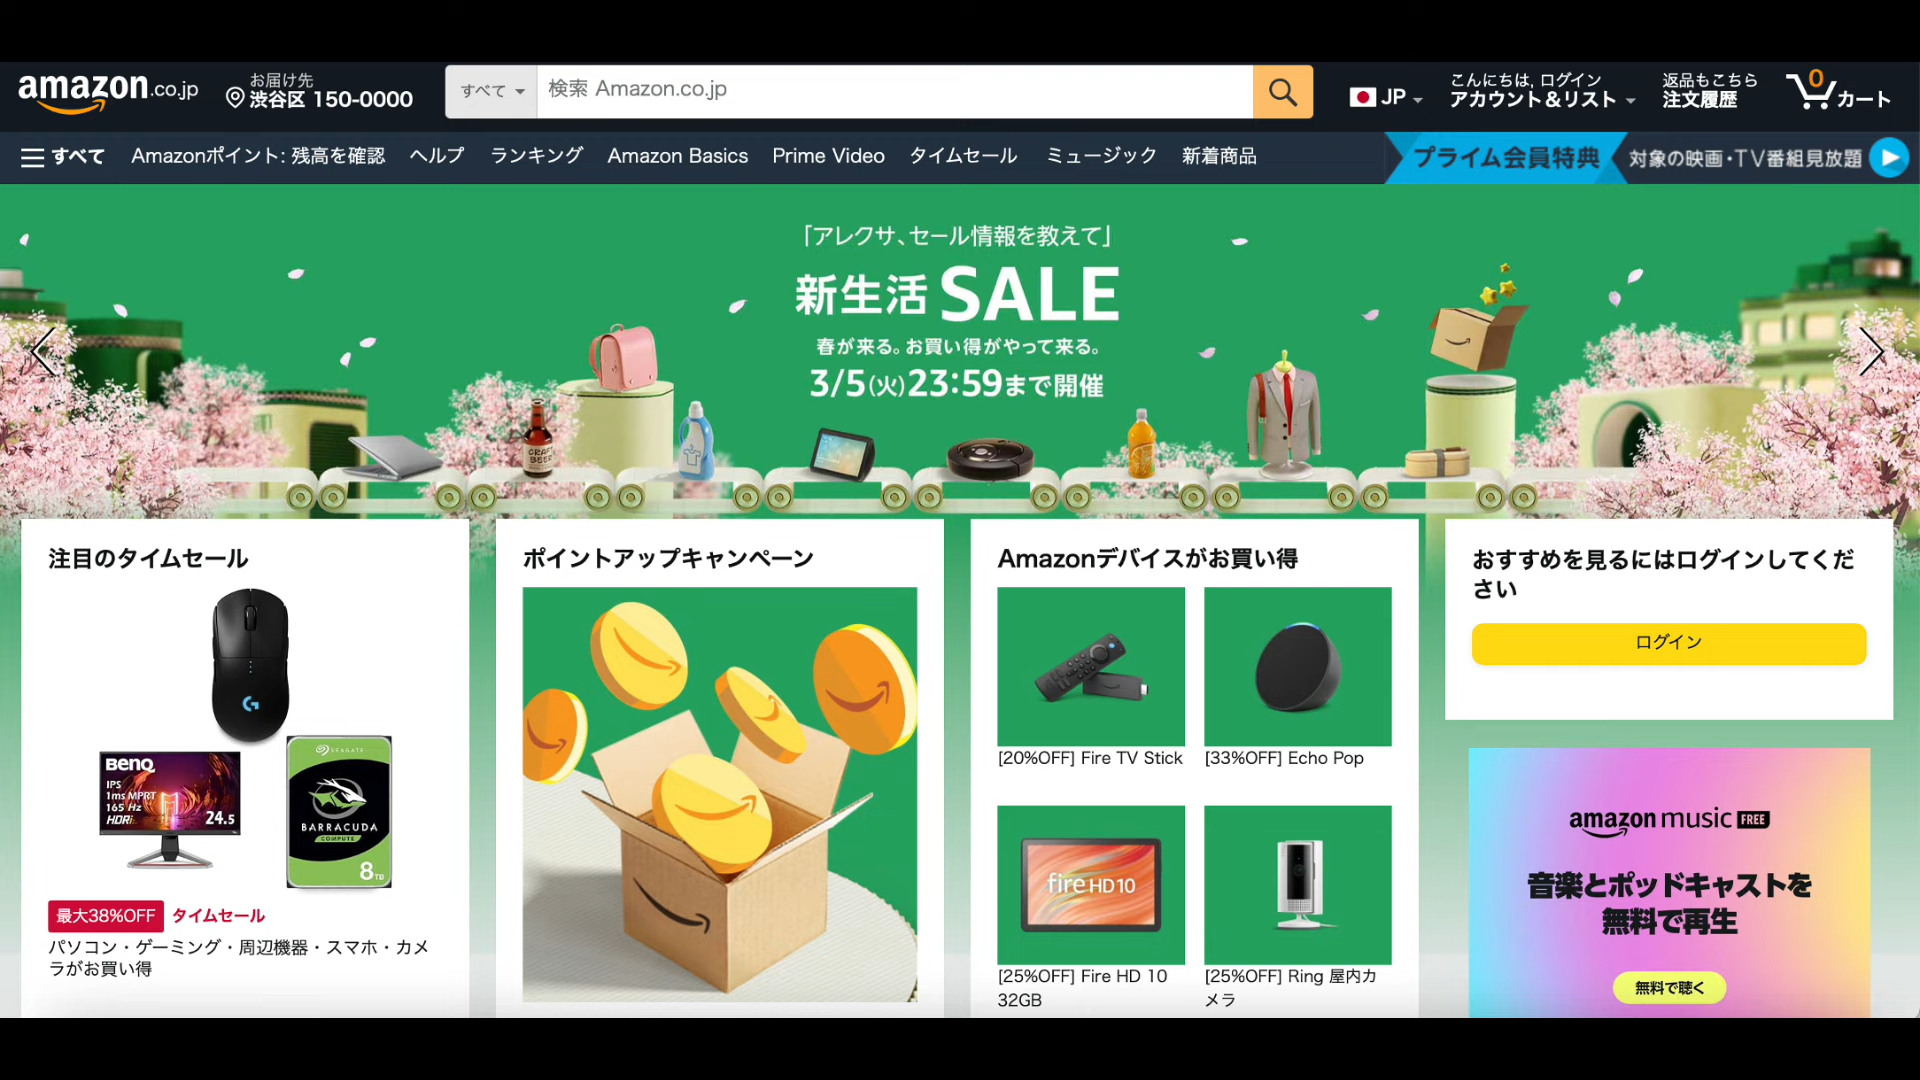 amazon.co.jp
お届け先
渋谷区 150-0000
すべて
検索 Amazon.co.jp
JP
こんにちは, ログイン
アカウント&リスト
返品もこちら
注文履歴
0
カート
すべて
Amazonポイント: 残高を確認
ヘルプ
ランキング
Amazon Basics
Prime Video
タイムセール
ミュージック
新着商品
プライム会員特典
対象の映画・TV番組見放題
「アレクサ、セール情報を教えて」
新生活SALE
春が来る。お買い得がやって来る。
3/5(火)23:59まで開催
CRAFT
BEER
注目のタイムセール
G
BenQ
IPS
1ms MPRT
165 Hz
HDRi
24.5
SEAGATE
BARRACUDA
COMPUTE
8TB
最大38%OFF タイムセール
パソコン・ゲーミング・周辺機器・スマホ・カメ
ラがお買い得
ポイントアップキャンペーン
Amazonデバイスがお買い得
[20%OFF] Fire TV Stick
[33%OFF] Echo Pop
fire HD10
[25%OFF] Fire HD 10
32GB
[25%OFF] Ring 屋内カ
メラ
おすすめを見るにはログインしてくだ
さい
ログイン
amazon music FREE
音楽とポッドキャストを
無料で再生
無料で聴く